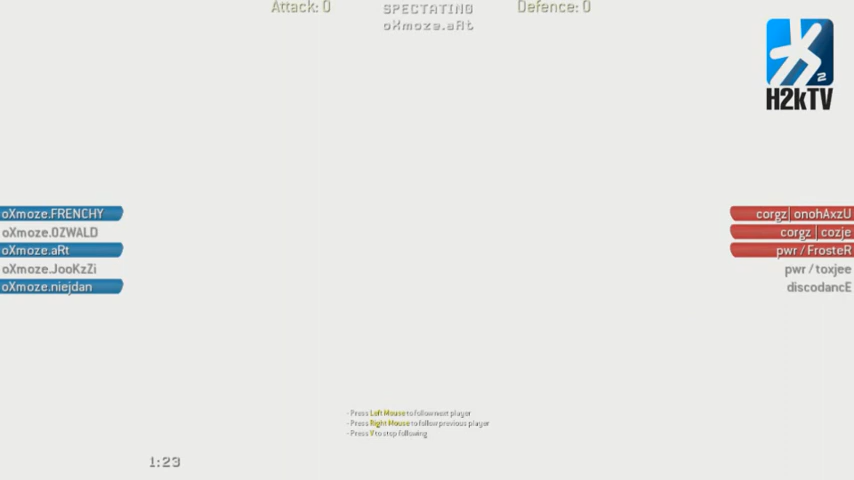 Attack: 0
SPECTATING
Defence: 0
oXmoze.aRt
2
H2kTV
oXmoze.FRENCHY
oXmoze.OZWALD
oXmoze.aRt
oXmoze.JooKzZi
oXmoze.niejdan
corgz| onohAxzU
corgz | cozje
pwr / FrosteR
pwr / toxjee
discodancE
- Press Left Mouse to follow next player
- Press Right Mouse to follow previous player
- Press V to stop following
1:23